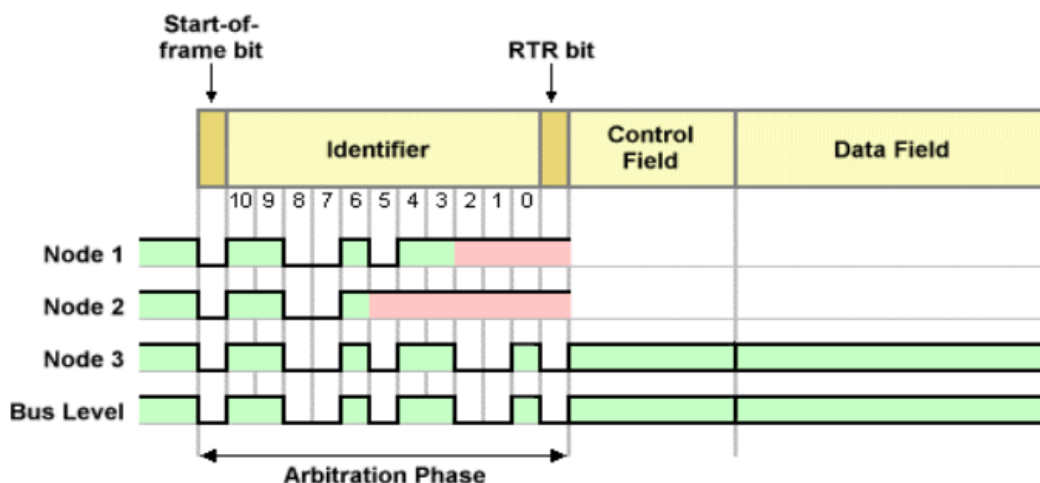 Start-of-
frame bit
RTR bit
Identifier
Control
Field
Data Field
10 9 8 7 6 5 4 3 2 1 0
Node 1
Node 2
Node 3
Bus Level
Arbitration Phase